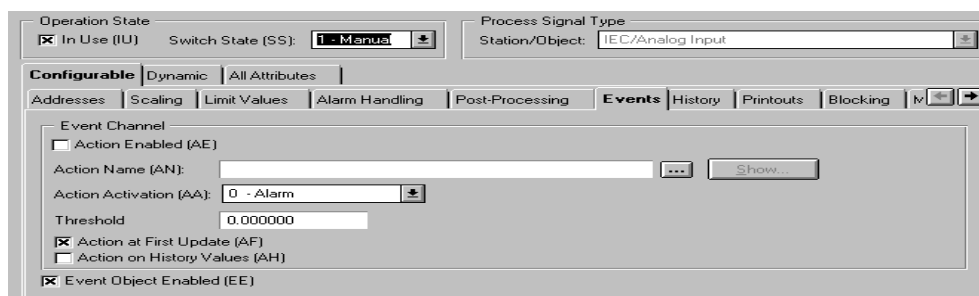 Operation State
In Use (IU) Switch State (SS): 1 - Manual
Process Signal Type
Station/Object: IEC/Analog Input
Configurable Dynamic All Attributes
Addresses Scaling Limit Values Alarm Handling Post-Processing Events History Printouts Blocking
Event Channel
Action Enabled (AE)
Action Name (AN): ... Show...
Action Activation (AA): 0 - Alarm
Threshold 0.000000
Action at First Update (AF)
Action on History Values (AH)
Event Object Enabled (EE)